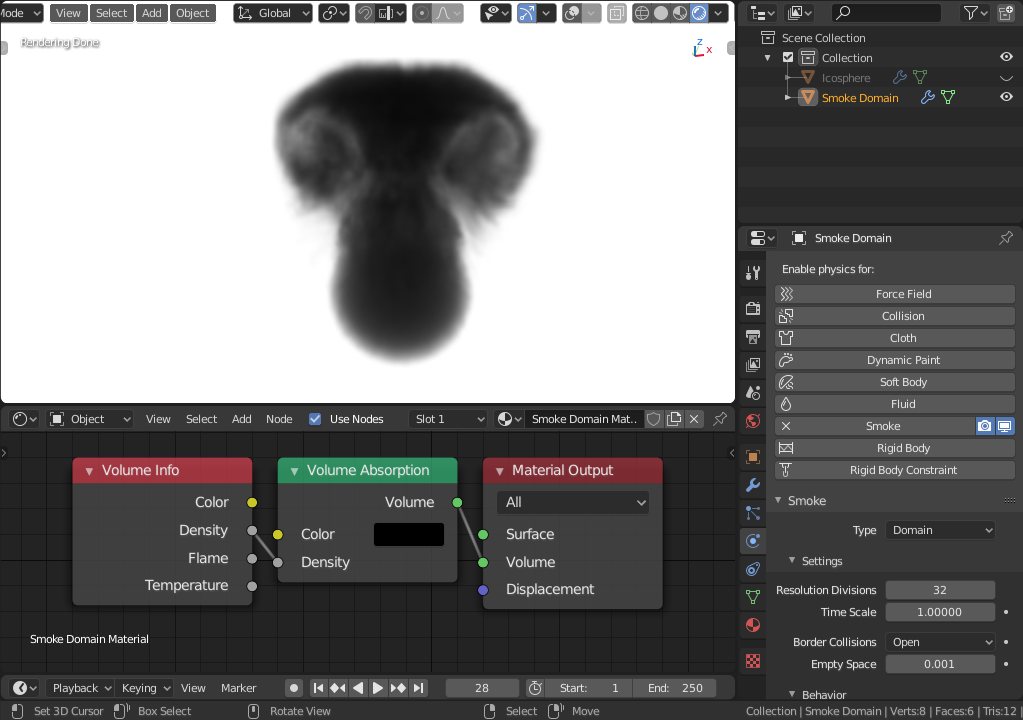 Mode View Select Add Object Global
Rendering Done
Z
X
Scene Collection
Collection
Icosphere
Smoke Domain
Smoke Domain
Enable physics for:
Force Field
Collision
Cloth
Dynamic Paint
Soft Body
Fluid
Smoke
Rigid Body
Rigid Body Constraint
Smoke
Type Domain
Settings
Resolution Divisions 32
Time Scale 1.00000
Border Collisions Open
Empty Space 0.001
Behavior
Object View Select Add Node Use Nodes Slot 1 Smoke Domain Mat..
Volume Info
Color
Density
Flame
Temperature
Volume Absorption
Volume
Color
Density
Material Output
All
Surface
Volume
Displacement
Smoke Domain Material
Playback Keying View Marker 28 Start: 1 End: 250
Set 3D Cursor Box Select Rotate View Select Move Collection | Smoke Domain | Verts:8 | Faces:6 | Tris:12